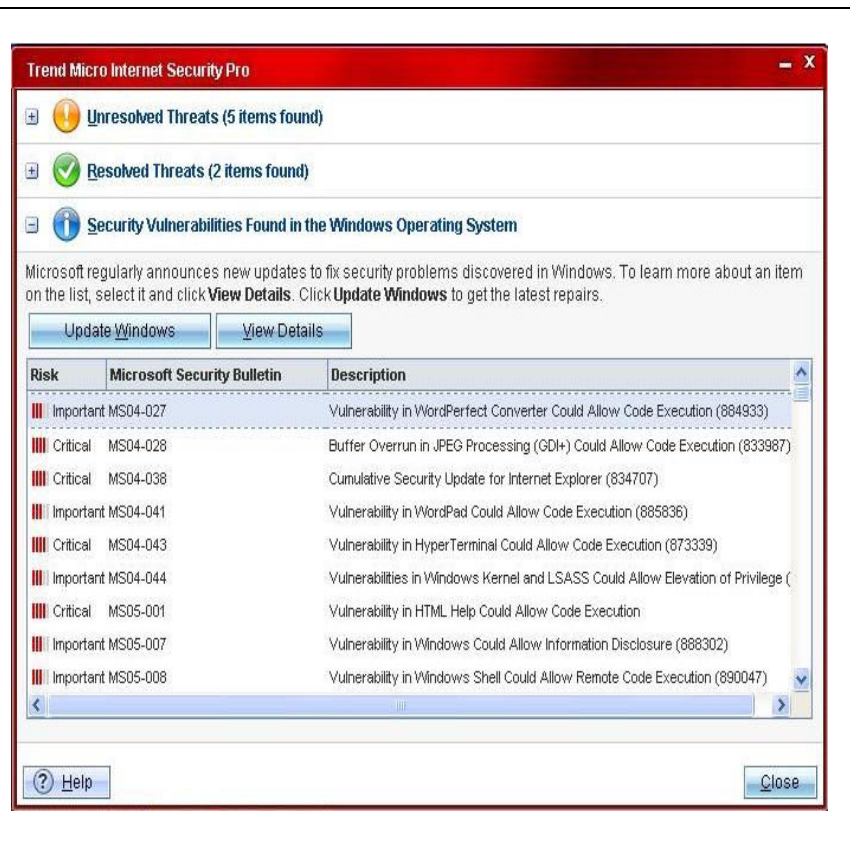 Trend Micro Internet Security Pro
Unresolved Threats (5 items found)
Resolved Threats (2 items found)
Security Vulnerabilities Found in the Windows Operating System
Microsoft regularly announces new updates to fix security problems discovered in Windows. To learn more about an item
on the list, select it and click View Details. Click Update Windows to get the latest repairs.
Update Windows View Details
Risk Microsoft Security Bulletin Description
Important MS04-027 Vulnerability in WordPerfect Converter Could Allow Code Execution (884933)
Critical MS04-028 Buffer Overrun in JPEG Processing (GDI+) Could Allow Code Execution (833987)
Critical MS04-038 Cumulative Security Update for Internet Explorer (834707)
Important MS04-041 Vulnerability in WordPad Could Allow Code Execution (885836)
Critical MS04-043 Vulnerability in HyperTerminal Could Allow Code Execution (873339)
Important MS04-044 Vulnerabilities in Windows Kernel and LSASS Could Allow Elevation of Privilege (
Critical MS05-001 Vulnerability in HTML Help Could Allow Code Execution
Important MS05-007 Vulnerability in Windows Could Allow Information Disclosure (888302)
Important MS05-008 Vulnerability in Windows Shell Could Allow Remote Code Execution (890047)
Help Close